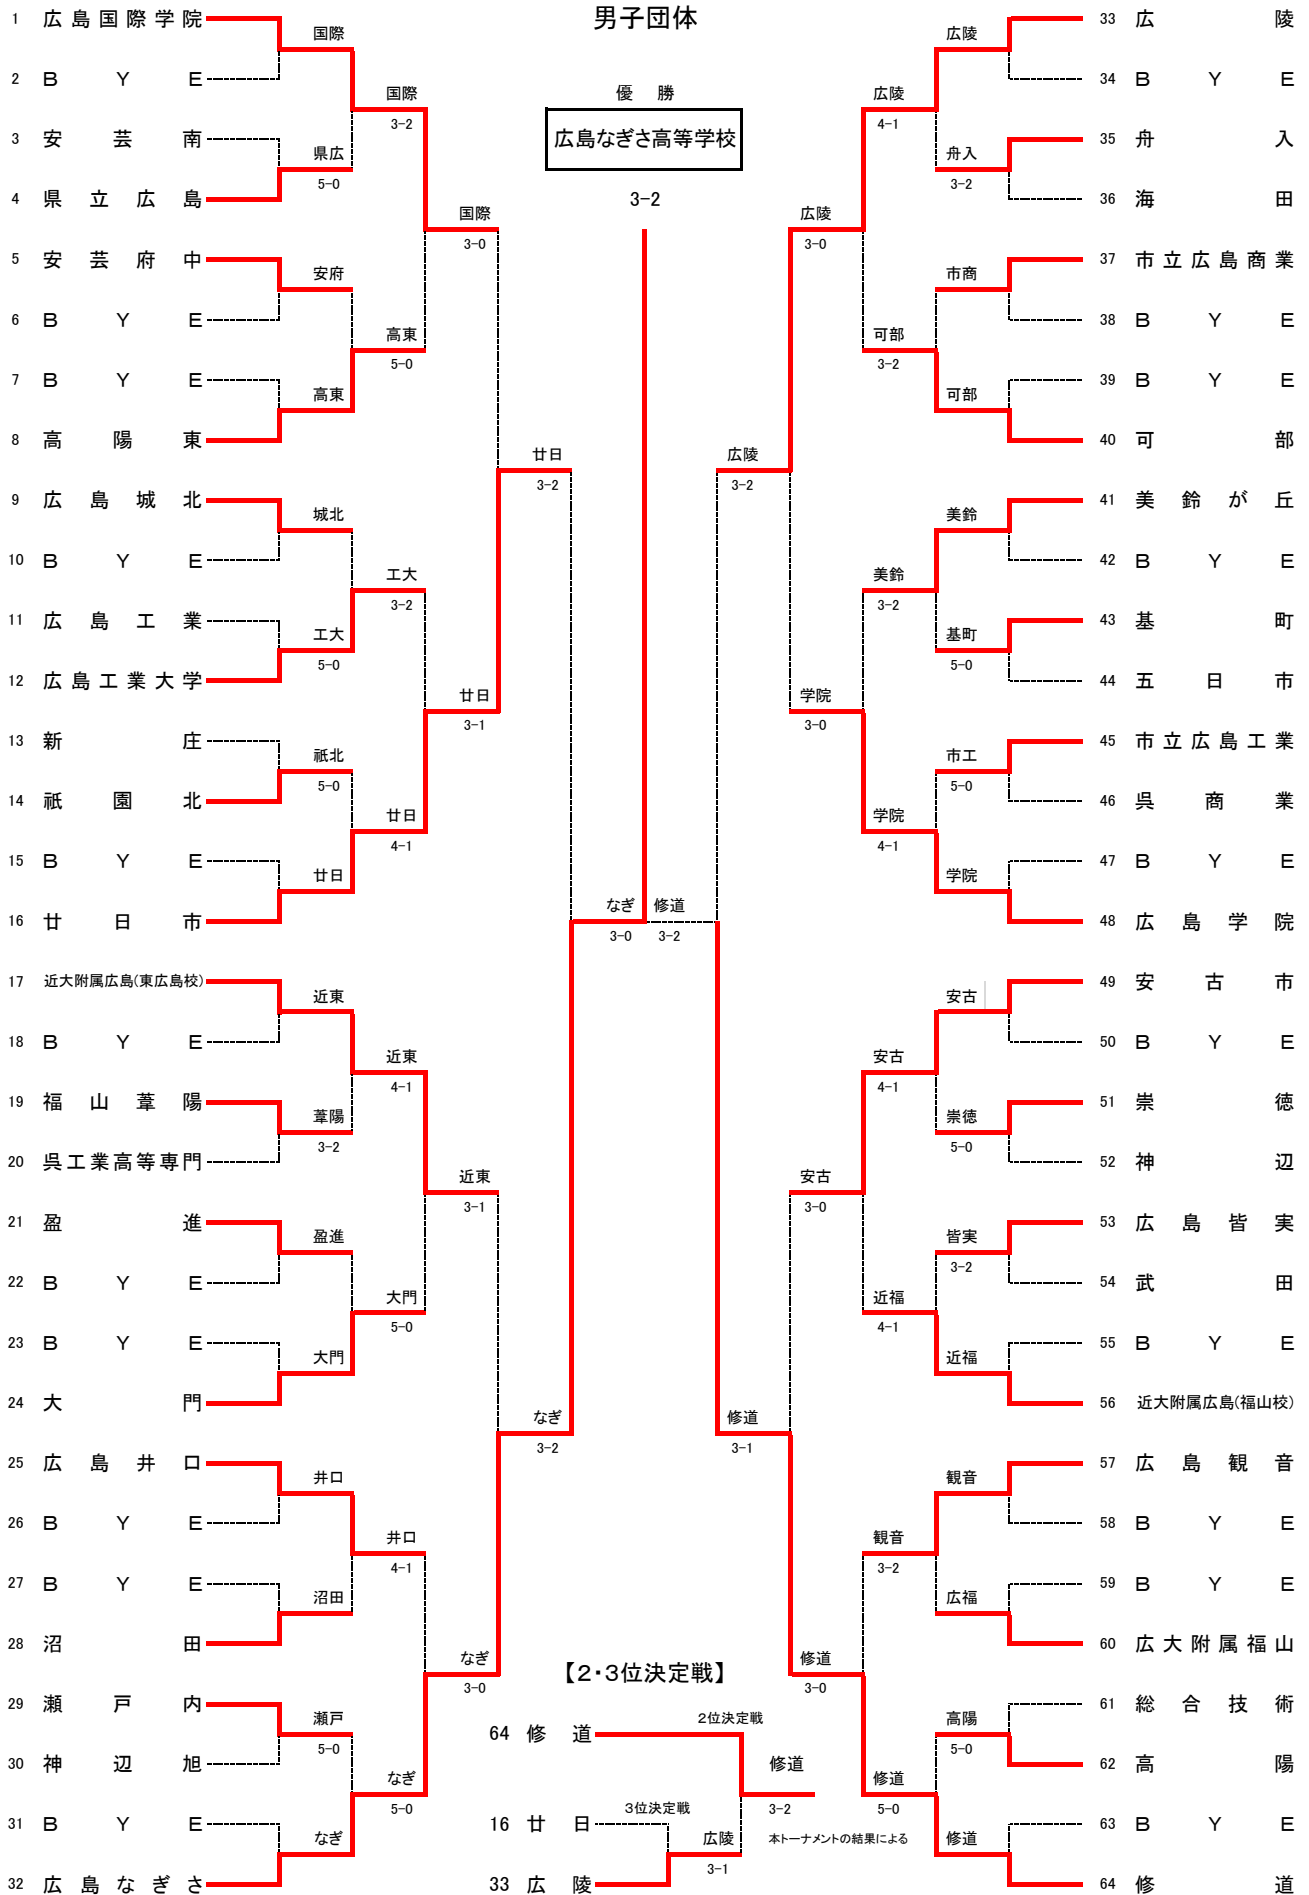 男子団体
優 勝
広島なぎさ高等学校
3-2
1 広島国際学院
2 B Y E
3 安芸南
4 県立広島
5 安芸府中
6 B Y E
7 B Y E
8 高陽東
9 広島城北
10 B Y E
11 広島工業
12 広島工業大学
13 新庄
14 祇園北
15 B Y E
16 廿日市
17 近大附属広島(東広島校)
18 B Y E
19 福山葦陽
20 呉工業高等専門
21 盈進
22 B Y E
23 B Y E
24 大門
25 広島井口
26 B Y E
27 B Y E
28 沼田
29 瀬戸内
30 神辺旭
31 B Y E
32 広島なぎさ
国際
県広
5-0
安府
高東
城北
工大
5-0
祇北
5-0
廿日
近東
葦陽
3-2
盈進
大門
井口
沼田
瀬戸
5-0
なぎ
国際
3-2
高東
5-0
工大
3-2
廿日
4-1
近東
4-1
大門
5-0
井口
4-1
なぎ
5-0
国際
3-0
廿日
3-1
近東
3-1
なぎ
3-0
廿日
3-2
なぎ
3-2
なぎ
3-0
修道
3-2
広陵
3-2
修道
3-1
広陵
3-0
学院
3-0
安古
3-0
修道
3-0
広陵
4-1
可部
3-2
美鈴
3-2
学院
4-1
安古
4-1
近福
4-1
観音
3-2
修道
5-0
広陵
舟入
3-2
市商
可部
美鈴
基町
5-0
市工
5-0
学院
安古
崇徳
5-0
皆実
3-2
近福
観音
広福
高陽
5-0
修道
33 広陵
34 B Y E
35 舟入
36 海田
37 市立広島商業
38 B Y E
39 B Y E
40 可部
41 美鈴が丘
42 B Y E
43 基町
44 五日市
45 市立広島工業
46 呉商業
47 B Y E
48 広島学院
49 安古市
50 B Y E
51 崇徳
52 神辺
53 広島皆実
54 武田
55 B Y E
56 近大附属広島(福山校)
57 広島観音
58 B Y E
59 B Y E
60 広大附属福山
61 総合技術
62 高陽
63 B Y E
64 修道
【2・3位決定戦】
2位決定戦
64 修道
修道
3-2
3位決定戦
16 廿日
広陵
3-1
33 広陵
本トーナメントの結果による